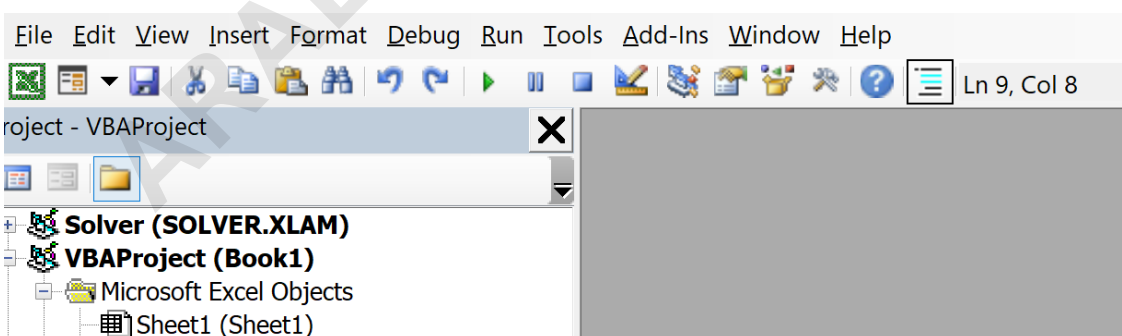 File Edit View Insert Format Debug Run Tools Add-Ins Window Help
Ln 9, Col 8
roject - VBAProject
Solver (SOLVER.XLAM)
VBAProject (Book1)
Microsoft Excel Objects
Sheet1 (Sheet1)